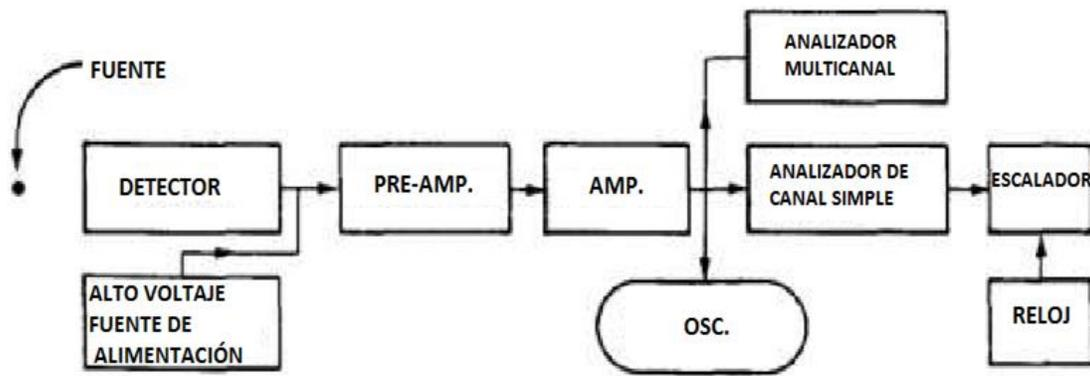 ANALIZADOR
MULTICANAL
FUENTE
DETECTOR
PRE-AMP.
AMP.
ANALIZADOR DE
CANAL SIMPLE
ESCALADOR
ALTO VOLTAJE
FUENTE DE
ALIMENTACIÓN
OSC.
RELOJ